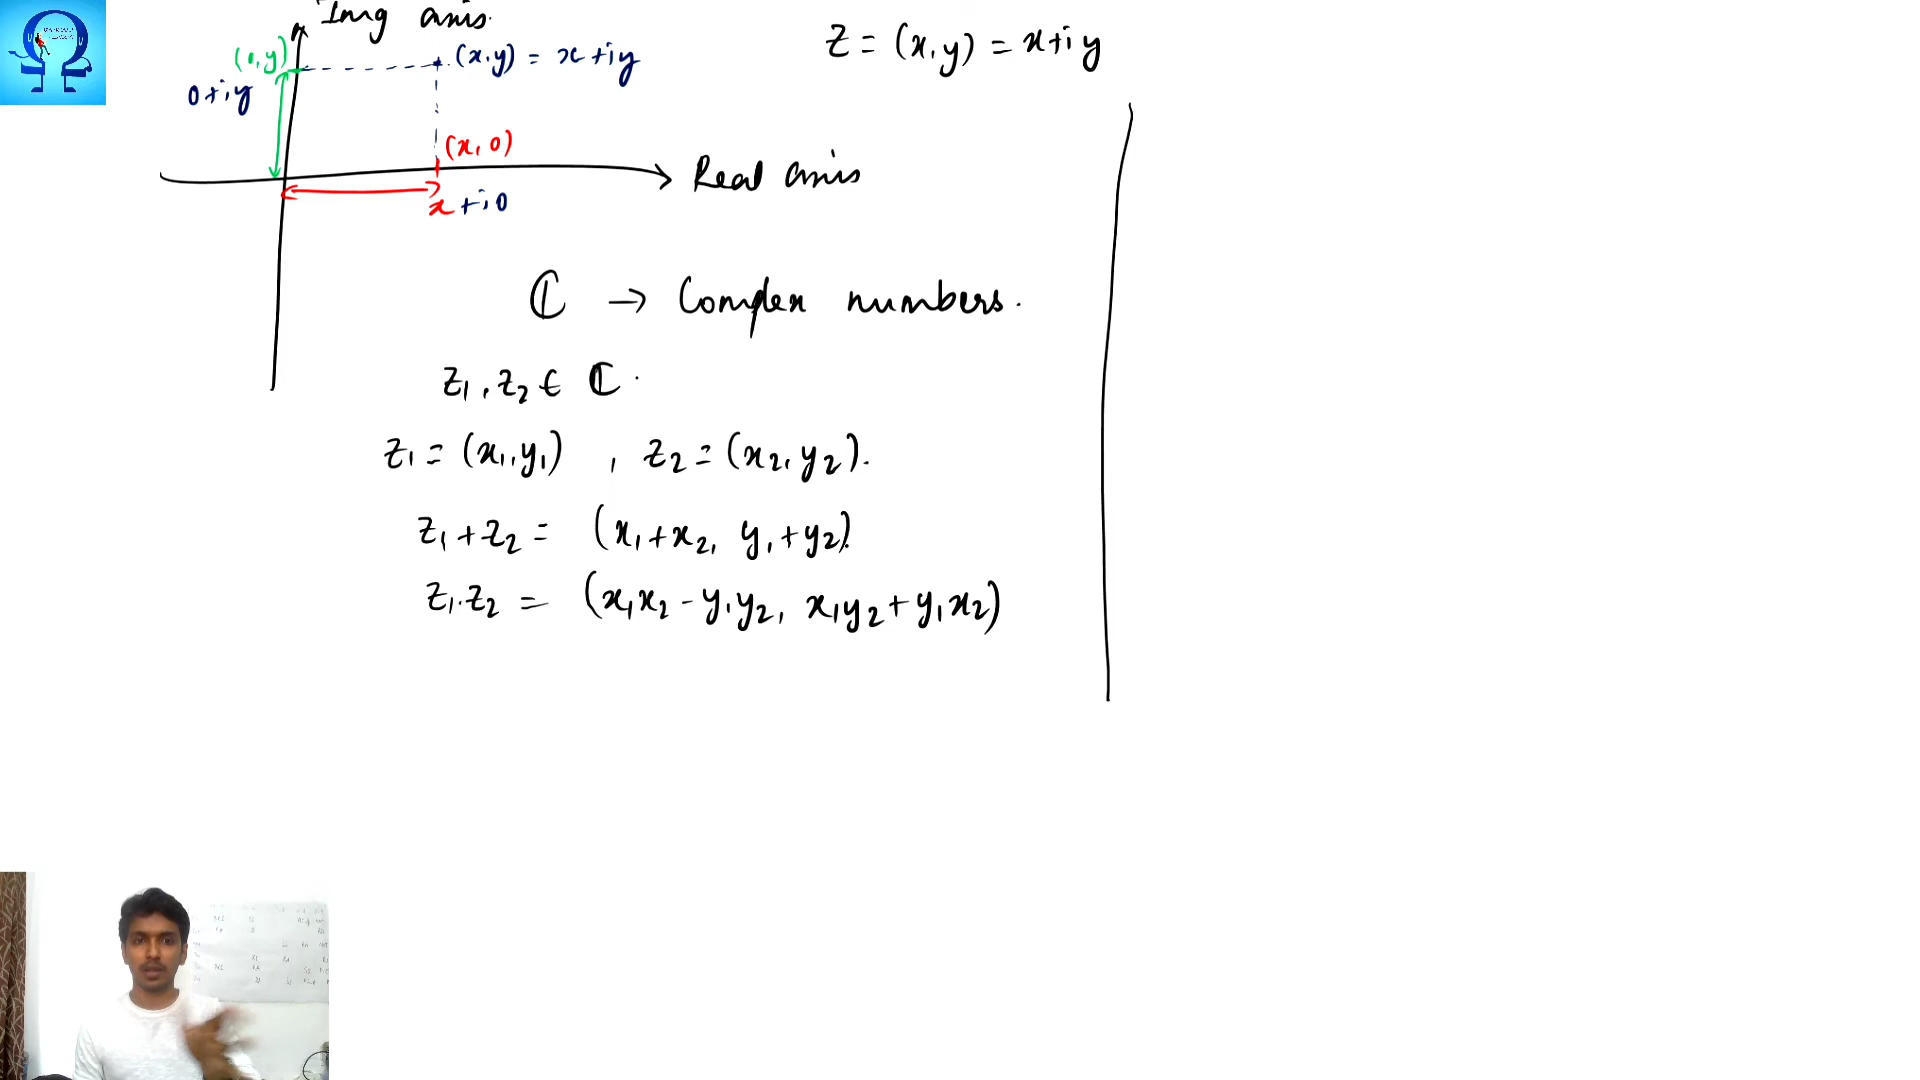 Img axis.
(0,y)
(x,y) = x+iy
Z = (x,y) = x+iy
0+iy
(x,0)
Real axis
x+i0
ℂ → Complex numbers.
z₁, z₂ ∈ ℂ.
z₁ = (x₁,y₁) , z₂ = (x₂,y₂).
z₁+z₂ = (x₁+x₂, y₁+y₂).
z₁.z₂ = (x₁x₂ - y₁y₂, x₁y₂ + y₁x₂)